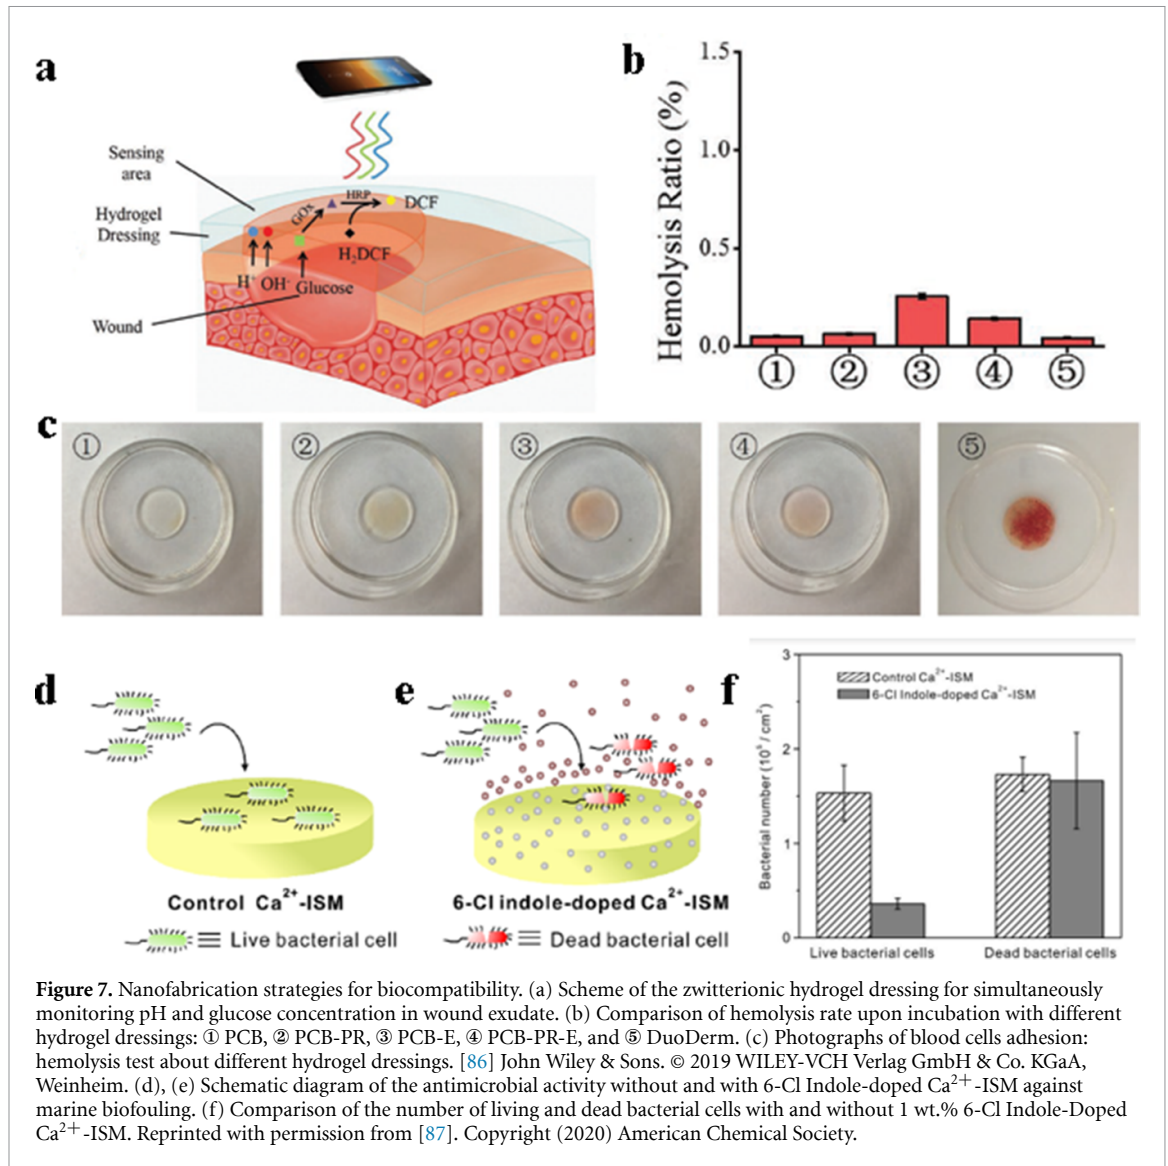 a
Sensing
area
Hydrogel
Dressing
Wound
H⁺ OH⁻ Glucose
GOx
HRP
DCF
H₂DCF
b
Hemolysis Ratio (%)
1.5
1.0
0.5
0.0
① ② ③ ④ ⑤
c
① ② ③ ④ ⑤
d
Control Ca²⁺-ISM
Live bacterial cell
e
6-Cl indole-doped Ca²⁺-ISM
Dead bacterial cell
f
Bacterial number (10⁵ / cm²)
3
2
1
0
Control Ca²⁺-ISM
6-Cl Indole-doped Ca²⁺-ISM
Live bacterial cells Dead bacterial cells
Figure 7. Nanofabrication strategies for biocompatibility. (a) Scheme of the zwitterionic hydrogel dressing for simultaneously
monitoring pH and glucose concentration in wound exudate. (b) Comparison of hemolysis rate upon incubation with different
hydrogel dressings: ① PCB, ② PCB-PR, ③ PCB-E, ④ PCB-PR-E, and ⑤ DuoDerm. (c) Photographs of blood cells adhesion:
hemolysis test about different hydrogel dressings. [86] John Wiley & Sons. © 2019 WILEY-VCH Verlag GmbH & Co. KGaA,
Weinheim. (d), (e) Schematic diagram of the antimicrobial activity without and with 6-Cl Indole-doped Ca²⁺-ISM against
marine biofouling. (f) Comparison of the number of living and dead bacterial cells with and without 1 wt.% 6-Cl Indole-Doped
Ca²⁺-ISM. Reprinted with permission from [87]. Copyright (2020) American Chemical Society.